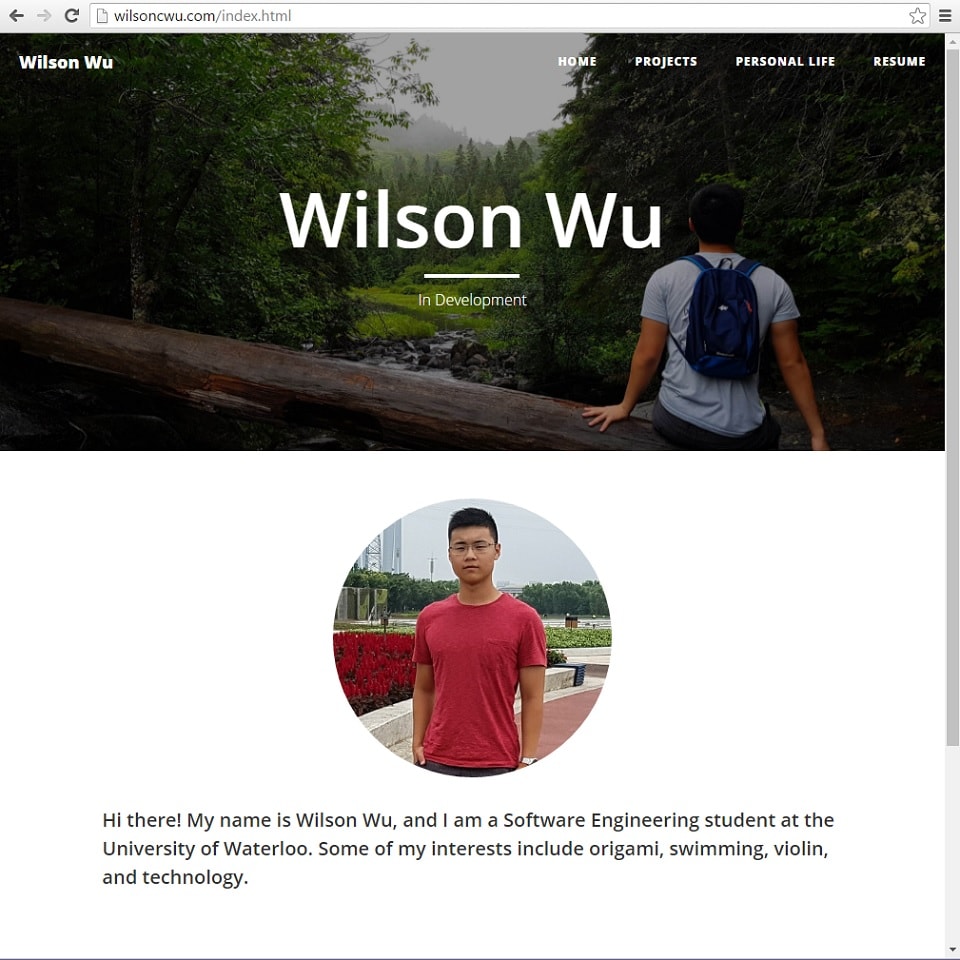 wilsoncwu.com/index.html
Wilson Wu HOME PROJECTS PERSONAL LIFE RESUME
Wilson Wu
In Development
Hi there! My name is Wilson Wu, and I am a Software Engineering student at the
University of Waterloo. Some of my interests include origami, swimming, violin,
and technology.